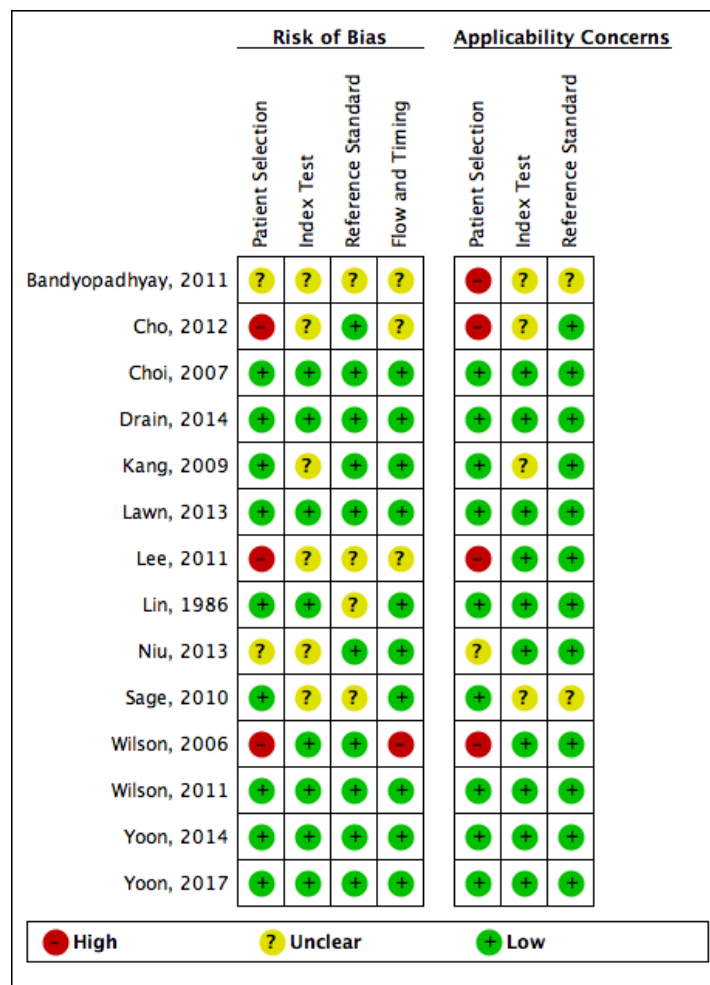 Risk of Bias Applicability Concerns
Patient Selection Index Test Reference Standard Flow and Timing Patient Selection Index Test Reference Standard
Bandyopadhyay, 2011 ? ? ? ? - ? ?
Cho, 2012 - ? + ? - ? +
Choi, 2007 + + + + + + +
Drain, 2014 + + + + + + +
Kang, 2009 + ? + + + ? +
Lawn, 2013 + + + + + + +
Lee, 2011 - ? ? ? - + +
Lin, 1986 + + ? + + + +
Niu, 2013 ? ? + + ? + +
Sage, 2010 + ? ? + + ? ?
Wilson, 2006 - + + - - + +
Wilson, 2011 + + + + + + +
Yoon, 2014 + + + + + + +
Yoon, 2017 + + + + + + +
- High ? Unclear + Low